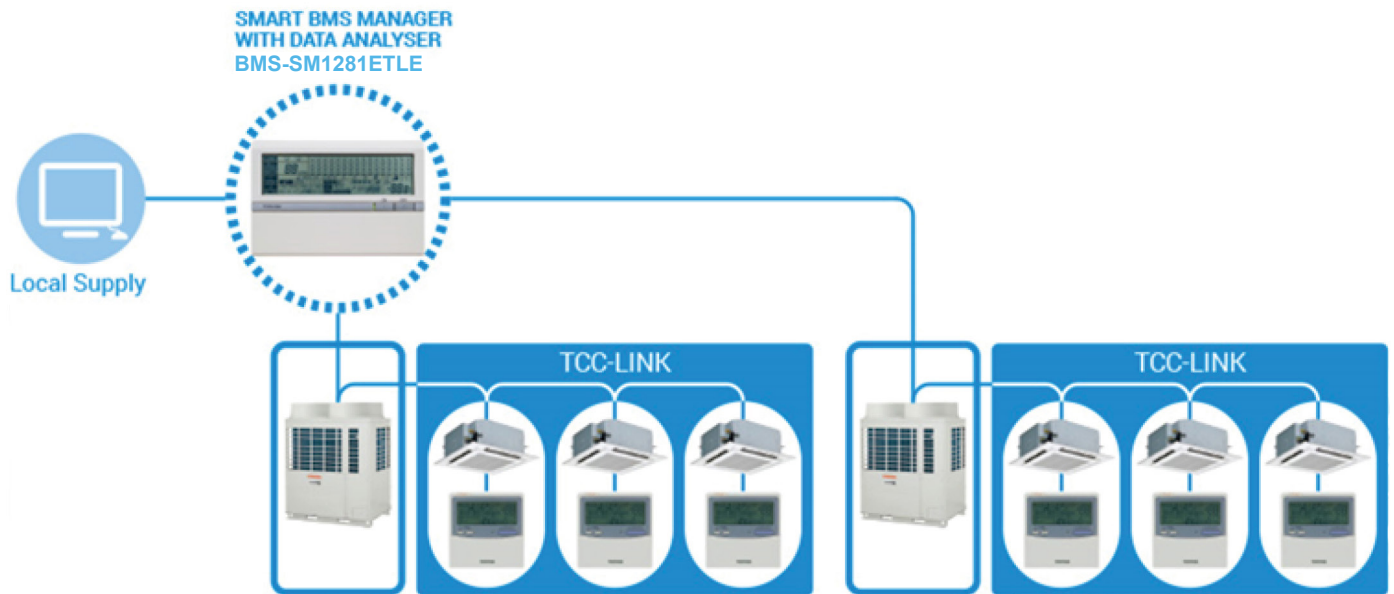 SMART BMS MANAGER
WITH DATA ANALYSER
BMS-SM1281ETLE
Local Supply
TCC-LINK
TCC-LINK